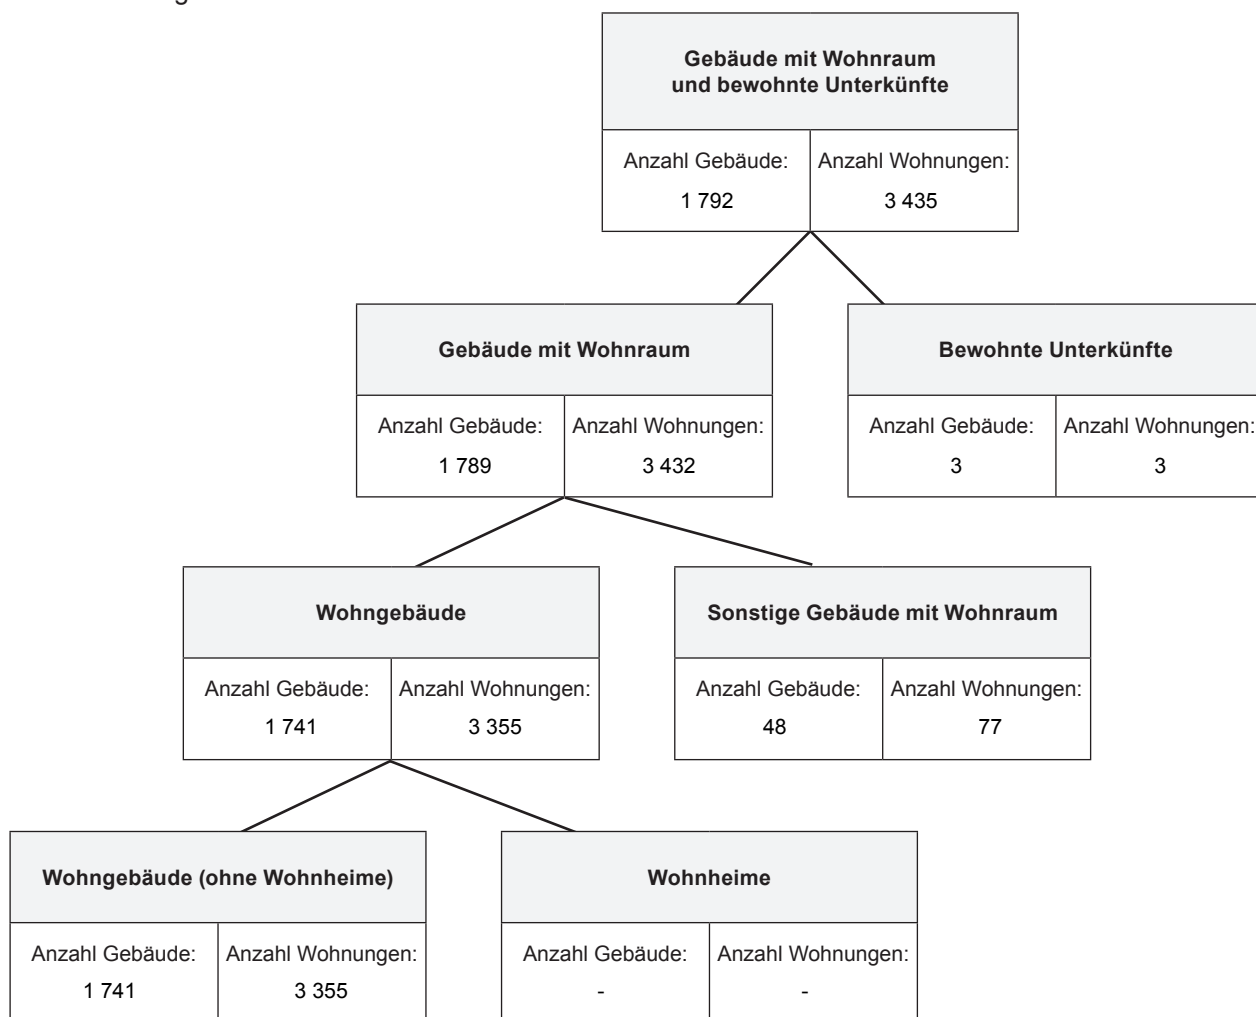 Gebäude mit Wohnraum
und bewohnte Unterkünfte
Anzahl Gebäude:
Anzahl Wohnungen:
1 792
3 435
Gebäude mit Wohnraum
Bewohnte Unterkünfte
Anzahl Gebäude:
Anzahl Wohnungen:
Anzahl Gebäude:
Anzahl Wohnungen:
1 789
3 432
3
3
Wohngebäude
Sonstige Gebäude mit Wohnraum
Anzahl Gebäude:
Anzahl Wohnungen:
Anzahl Gebäude:
Anzahl Wohnungen:
1 741
3 355
48
77
Wohngebäude (ohne Wohnheime)
Wohnheime
Anzahl Gebäude:
Anzahl Wohnungen:
Anzahl Gebäude:
Anzahl Wohnungen:
1 741
3 355
-
-